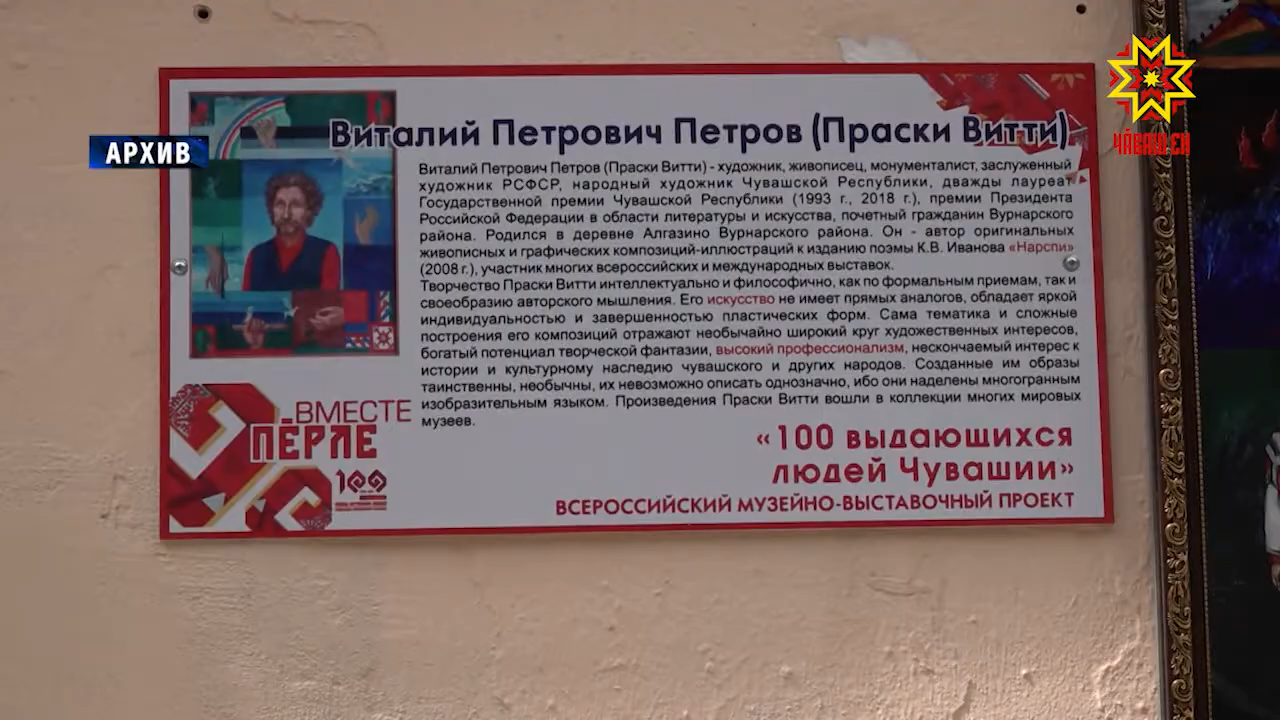 ЧӐВАШ ЕН
АРХИВ
Виталий Петрович Петров (Праски Витти)
Виталий Петрович Петров (Праски Витти) - художник, живописец, монументалист, заслуженный
художник РСФСР, народный художник Чувашской Республики, дважды лауреат
Государственной премии Чувашской Республики (1993 г., 2018 г.), премии Президента
Российской Федерации в области литературы и искусства, почетный гражданин Вурнарского
района. Родился в деревне Алгазино Вурнарского района. Он - автор оригинальных
живописных и графических композиций-иллюстраций к изданию поэмы К.В. Иванова «Нарспи»
(2008 г.), участник многих всероссийских и международных выставок.
Творчество Праски Витти интеллектуально и философично, как по формальным приемам, так и
своеобразию авторского мышления. Его искусство не имеет прямых аналогов, обладает яркой
индивидуальностью и завершенностью пластических форм. Сама тематика и сложные
построения его композиций отражают необычайно широкий круг художественных интересов,
богатый потенциал творческой фантазии, высокий профессионализм, нескончаемый интерес к
истории и культурному наследию чувашского и других народов. Созданные им образы
таинственны, необычны, их невозможно описать однозначно, ибо они наделены многогранным
изобразительным языком. Произведения Праски Витти вошли в коллекции многих мировых
музеев.
ВМЕСТЕ
ПӖРЛЕ
100
«100 выдающихся
людей Чувашии»
ВСЕРОССИЙСКИЙ МУЗЕЙНО-ВЫСТАВОЧНЫЙ ПРОЕКТ